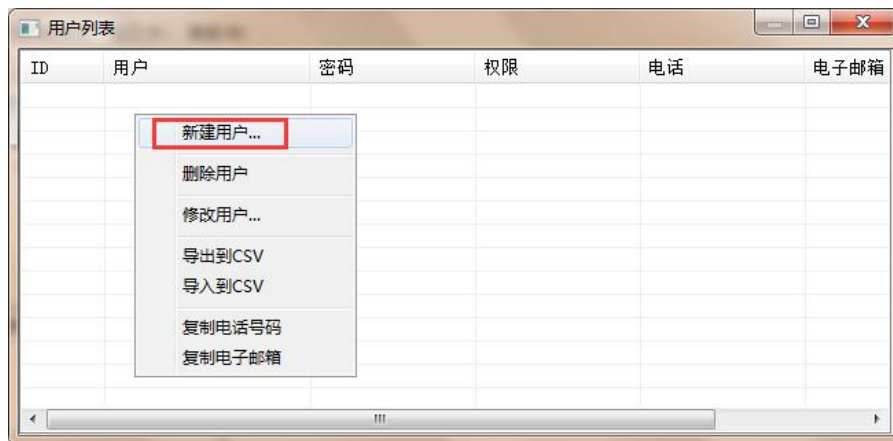 用户列表
ID 用户 密码 权限 电话 电子邮箱
新建用户...
删除用户
修改用户...
导出到CSV
导入到CSV
复制电话号码
复制电子邮箱